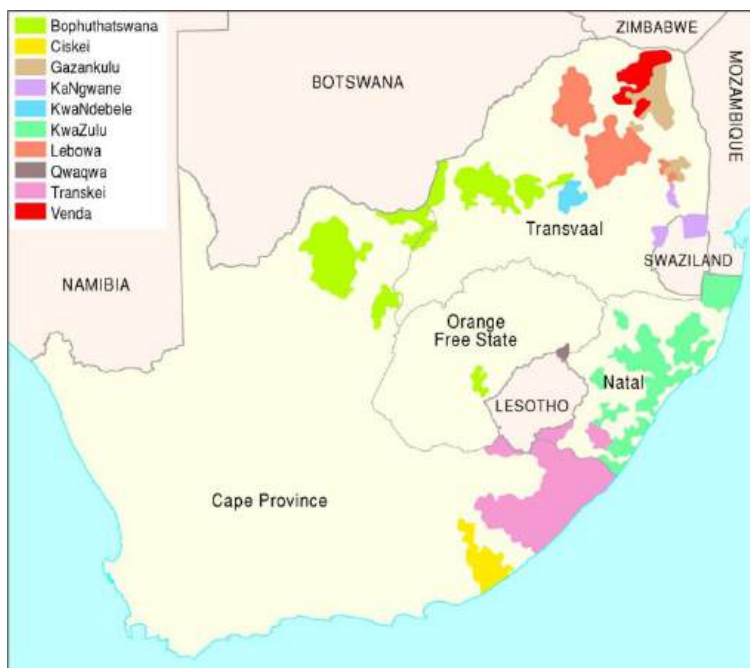 Bophuthatswana
Ciskei
Gazankulu
KaNgwane
KwaNdebele
KwaZulu
Lebowa
Qwaqwa
Transkei
Venda
ZIMBABWE
BOTSWANA
MOZAMBIQUE
NAMIBIA
Transvaal
SWAZILAND
Orange
Free State
Natal
LESOTHO
Cape Province